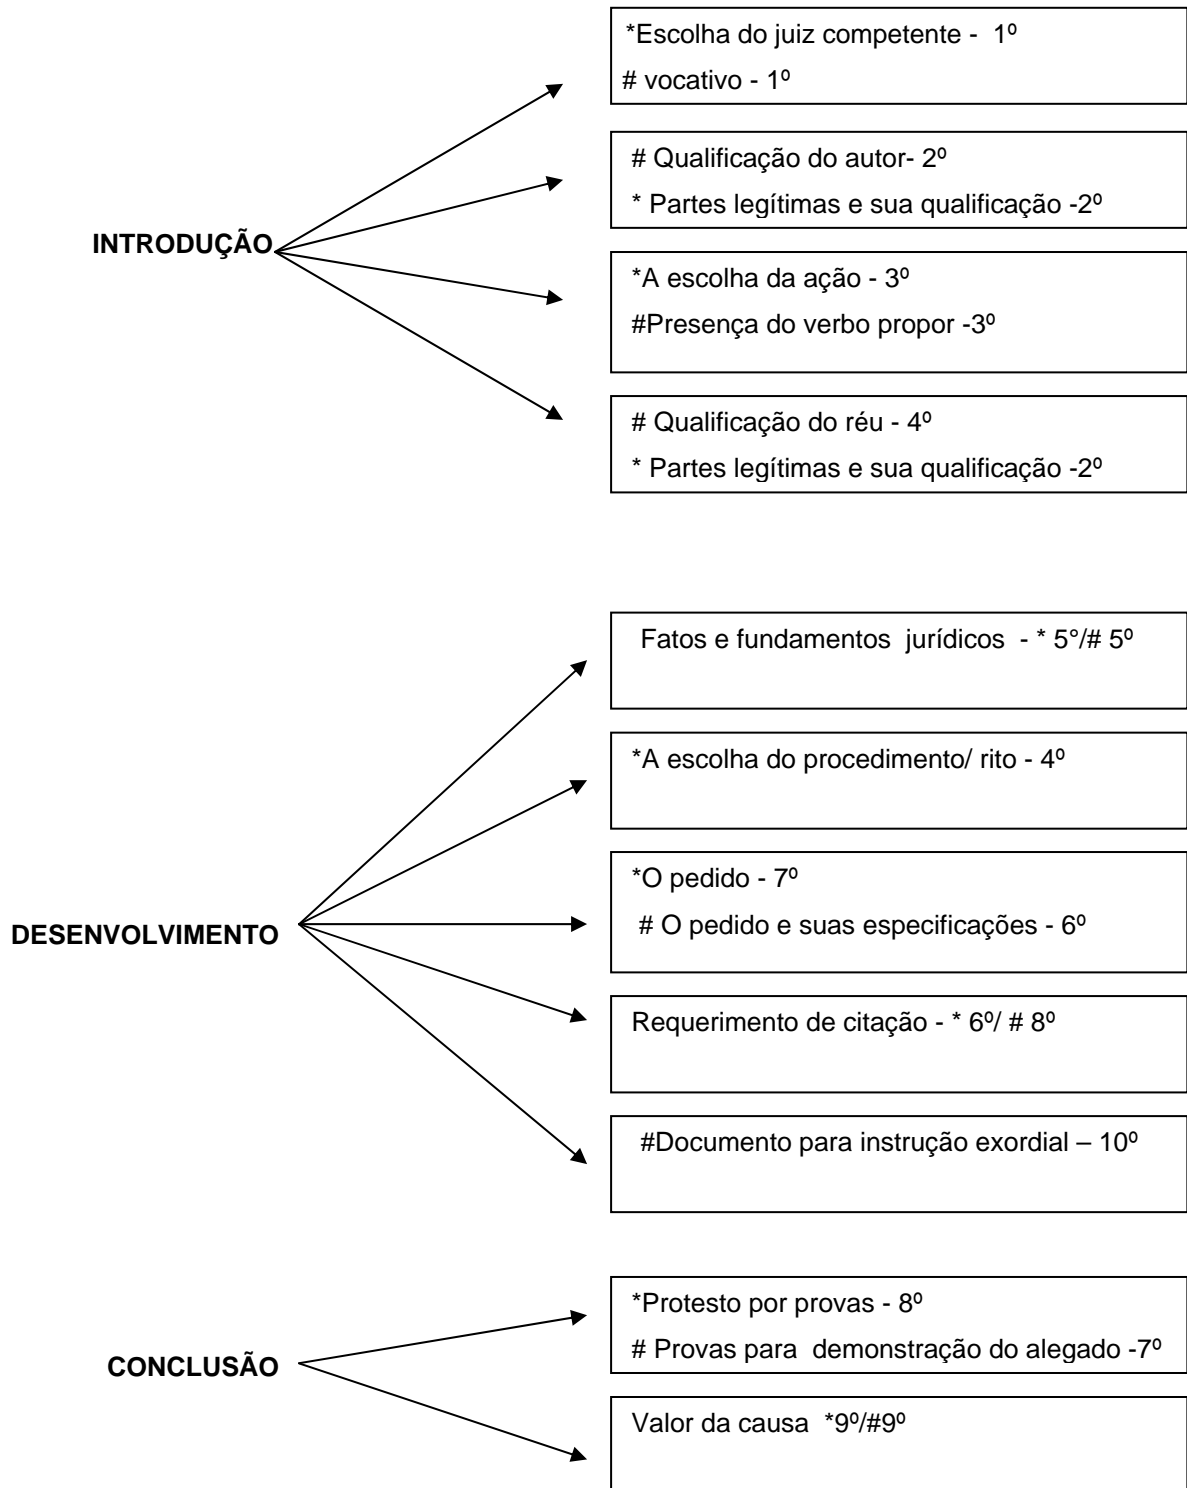 *Escolha do juiz competente - 1º
# vocativo - 1º
# Qualificação do autor- 2º
* Partes legítimas e sua qualificação -2º
INTRODUÇÃO
*A escolha da ação - 3º
#Presença do verbo propor -3º
# Qualificação do réu - 4º
* Partes legítimas e sua qualificação -2º
Fatos e fundamentos jurídicos - * 5°/# 5º
*A escolha do procedimento/ rito - 4º
*O pedido - 7º
# O pedido e suas especificações - 6º
DESENVOLVIMENTO
Requerimento de citação - * 6º/ # 8º
#Documento para instrução exordial – 10º
*Protesto por provas - 8º
# Provas para demonstração do alegado -7º
CONCLUSÃO
Valor da causa *9º/#9º